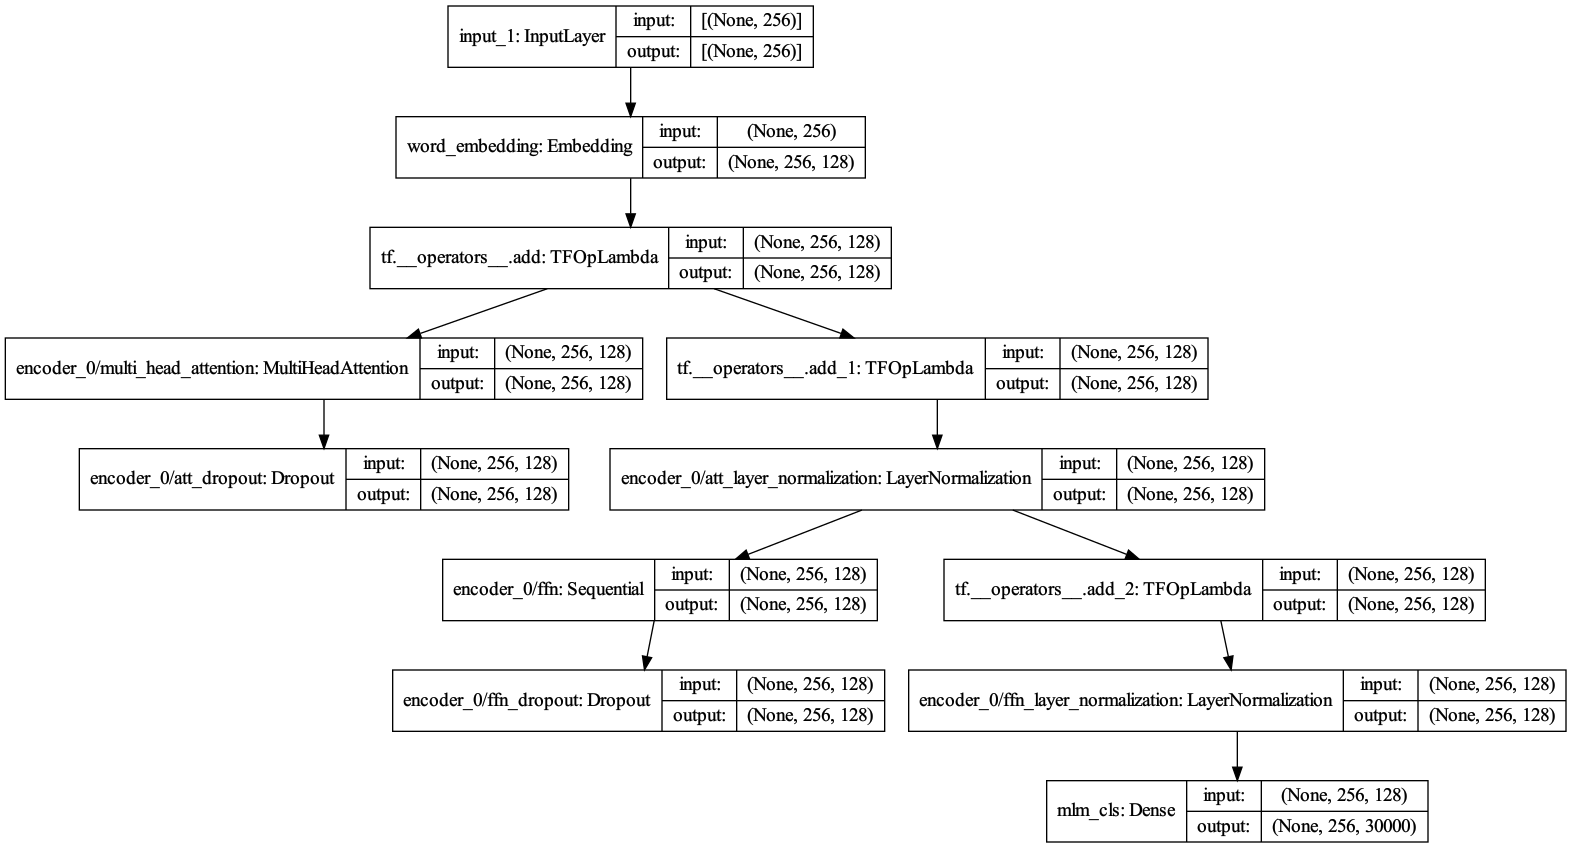 input_1: InputLayer
input: [(None, 256)]
output: [(None, 256)]
word_embedding: Embedding
input: (None, 256)
output: (None, 256, 128)
tf.__operators__.add: TFOpLambda
input: (None, 256, 128)
output: (None, 256, 128)
encoder_0/multi_head_attention: MultiHeadAttention
input: (None, 256, 128)
output: (None, 256, 128)
tf.__operators__.add_1: TFOpLambda
input: (None, 256, 128)
output: (None, 256, 128)
encoder_0/att_dropout: Dropout
input: (None, 256, 128)
output: (None, 256, 128)
encoder_0/att_layer_normalization: LayerNormalization
input: (None, 256, 128)
output: (None, 256, 128)
encoder_0/ffn: Sequential
input: (None, 256, 128)
output: (None, 256, 128)
tf.__operators__.add_2: TFOpLambda
input: (None, 256, 128)
output: (None, 256, 128)
encoder_0/ffn_dropout: Dropout
input: (None, 256, 128)
output: (None, 256, 128)
encoder_0/ffn_layer_normalization: LayerNormalization
input: (None, 256, 128)
output: (None, 256, 128)
mlm_cls: Dense
input: (None, 256, 128)
output: (None, 256, 30000)